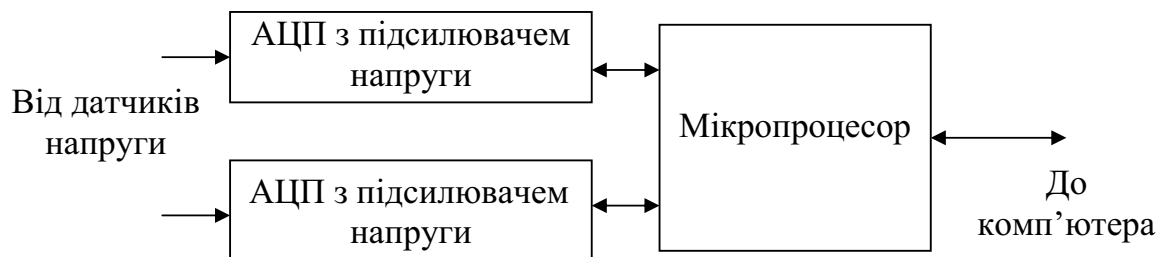 АЦП з підсилювачем
напруги
Від датчиків
напруги
АЦП з підсилювачем
напруги
Мікропроцесор
До
комп’ютера